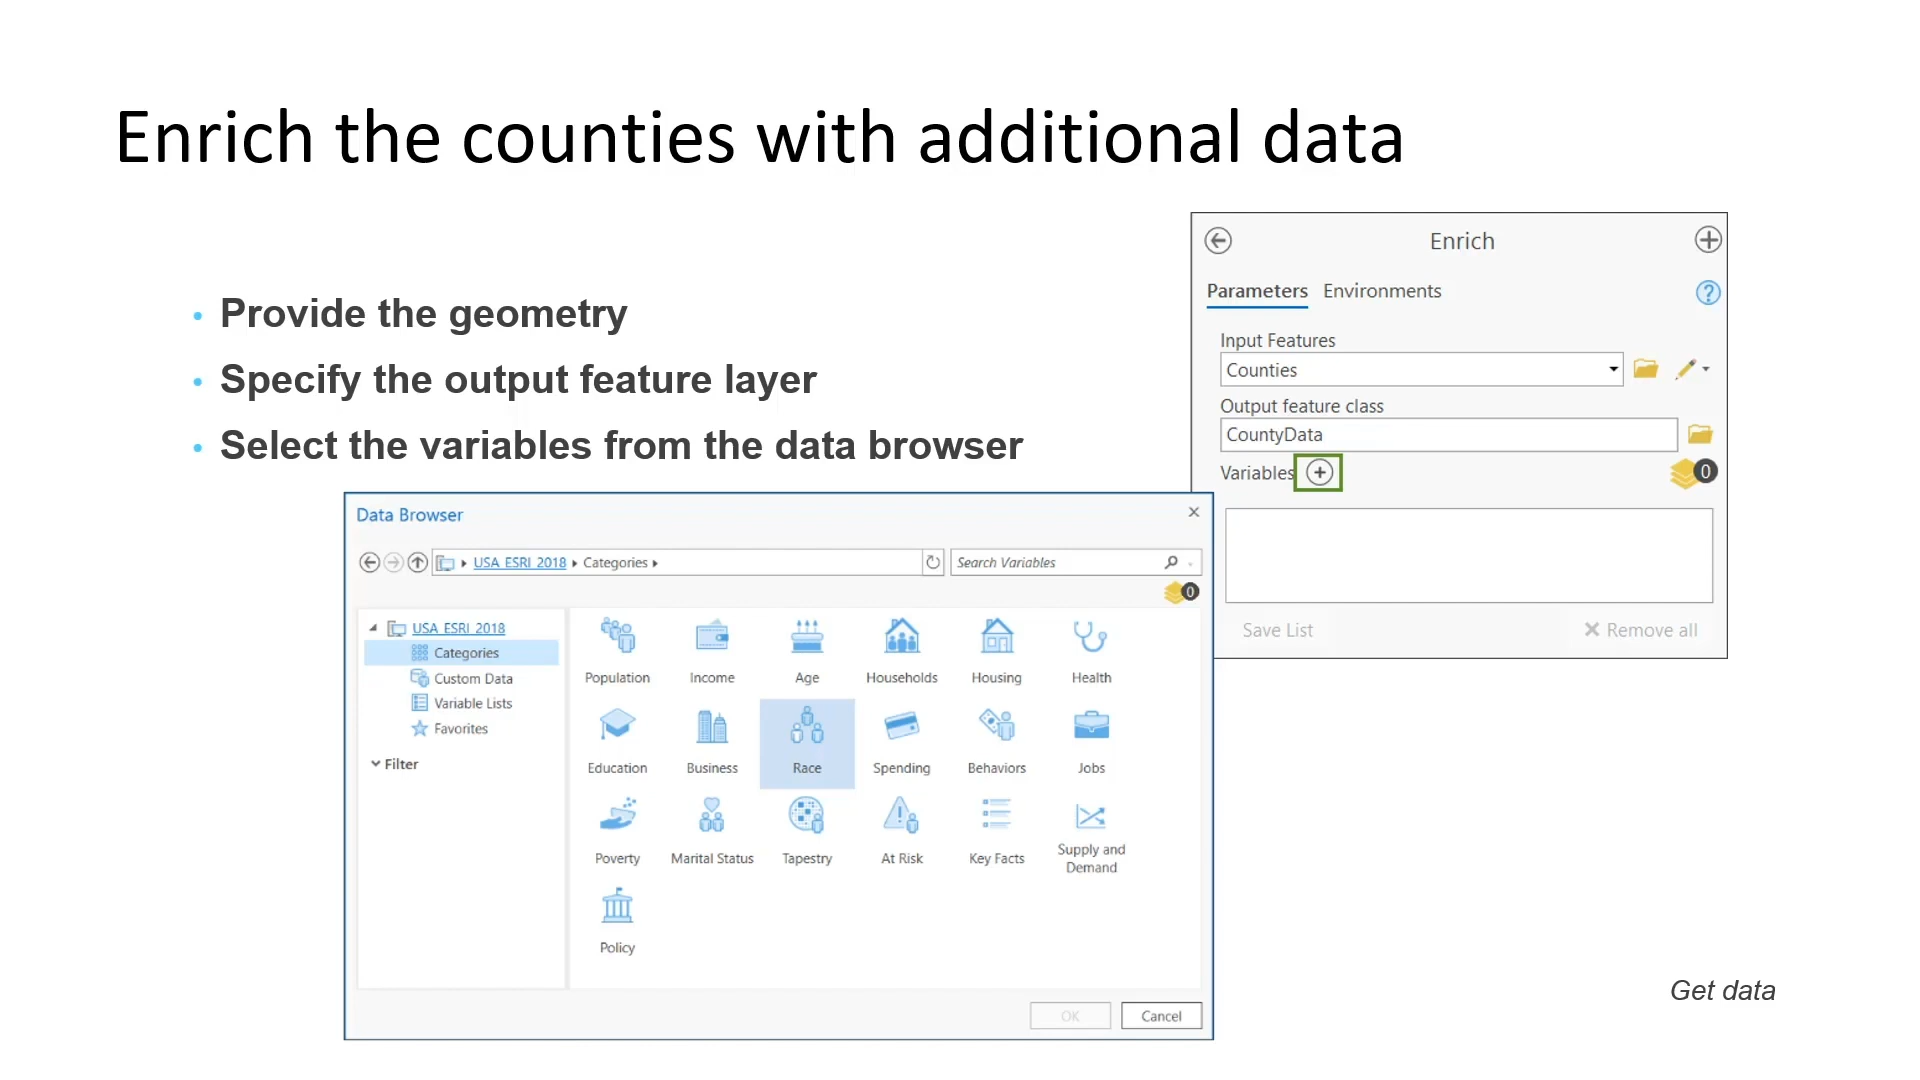 Enrich the counties with additional data
• Provide the geometry
• Specify the output feature layer
• Select the variables from the data browser
Enrich
Parameters Environments
?
Input Features
Counties
Output feature class
CountyData
Variables
0
Save List
Remove all
Data Browser
USA ESRI 2018 Categories
Search Variables
0
USA ESRI 2018
Categories
Custom Data
Variable Lists
Favorites
Filter
Population Income Age Households Housing Health
Education Business Race Spending Behaviors Jobs
Poverty Marital Status Tapestry At Risk Key Facts Supply and
Demand
Policy
OK Cancel
Get data